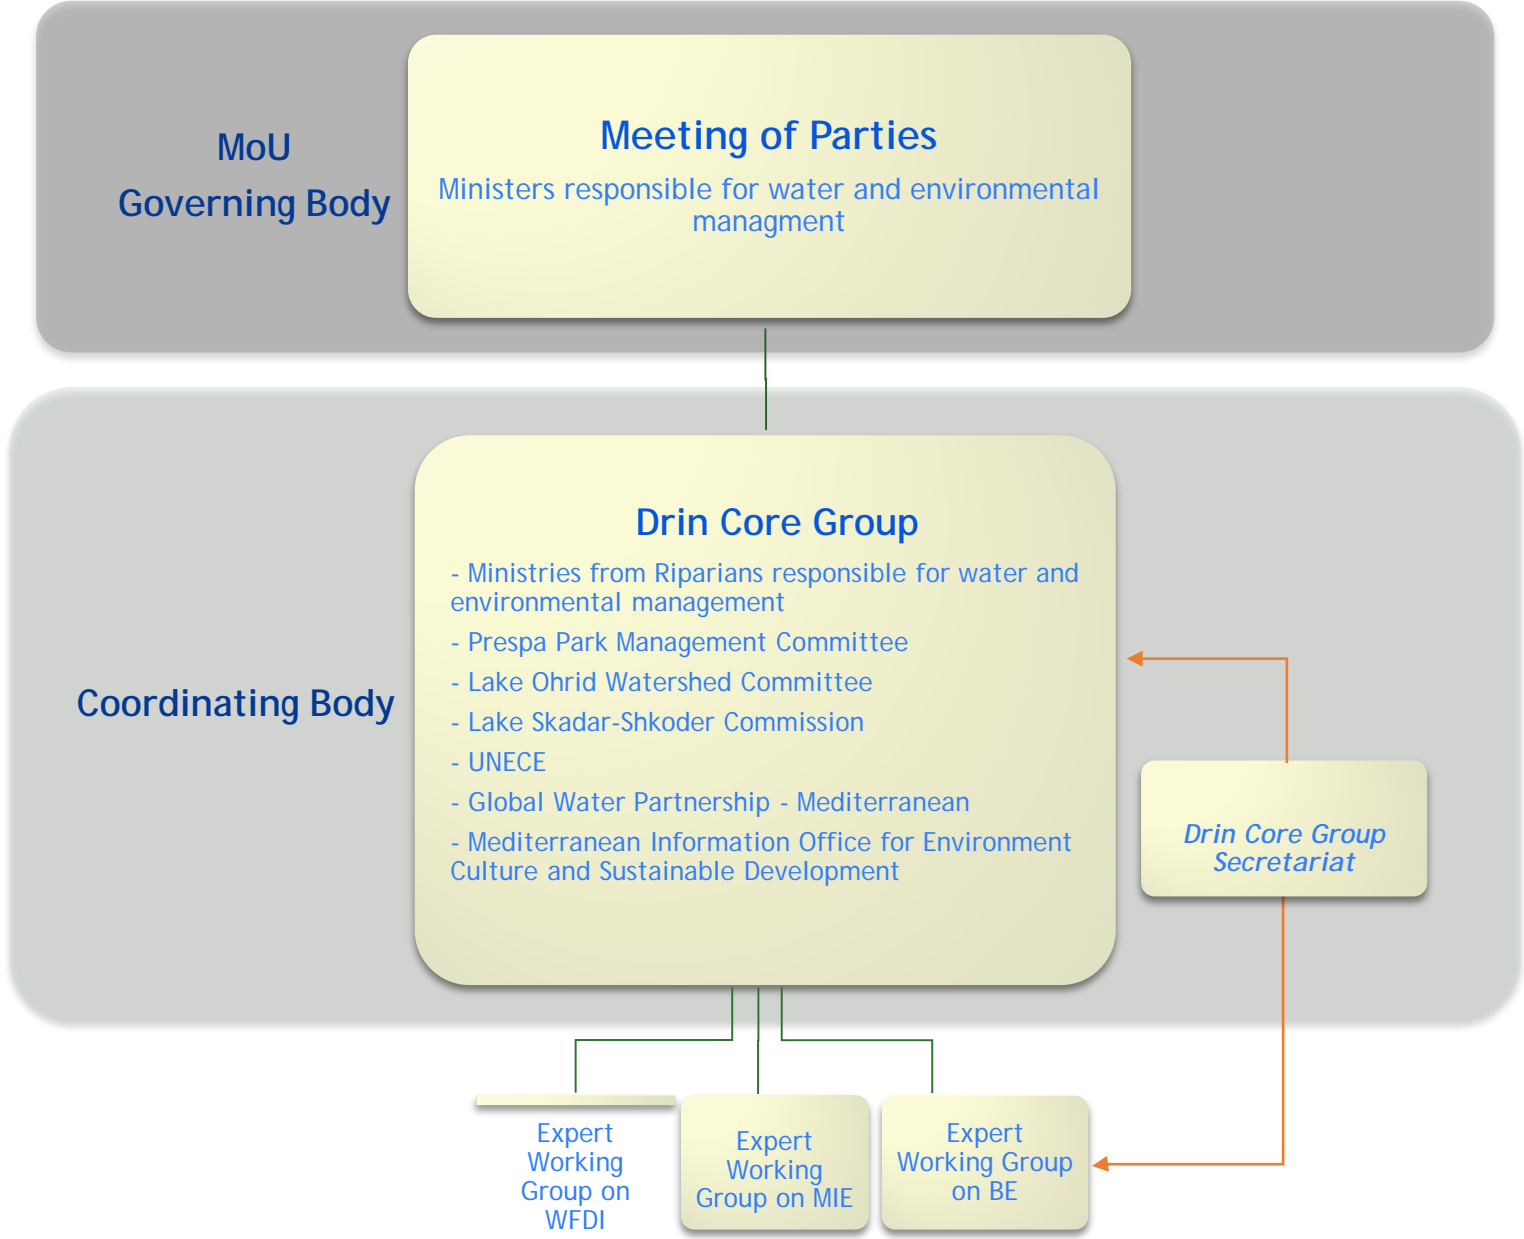 MoU
Governing Body
Meeting of Parties
Ministers responsible for water and environmental
managment
Coordinating Body
Drin Core Group
- Ministries from Riparians responsible for water and
environmental management
- Prespa Park Management Committee
- Lake Ohrid Watershed Committee
- Lake Skadar-Shkoder Commission
- UNECE
- Global Water Partnership - Mediterranean
- Mediterranean Information Office for Environment
Culture and Sustainable Development
Drin Core Group
Secretariat
Expert
Working
Group on
WFDI
Expert
Working
Group on MIE
Expert
Working Group
on BE